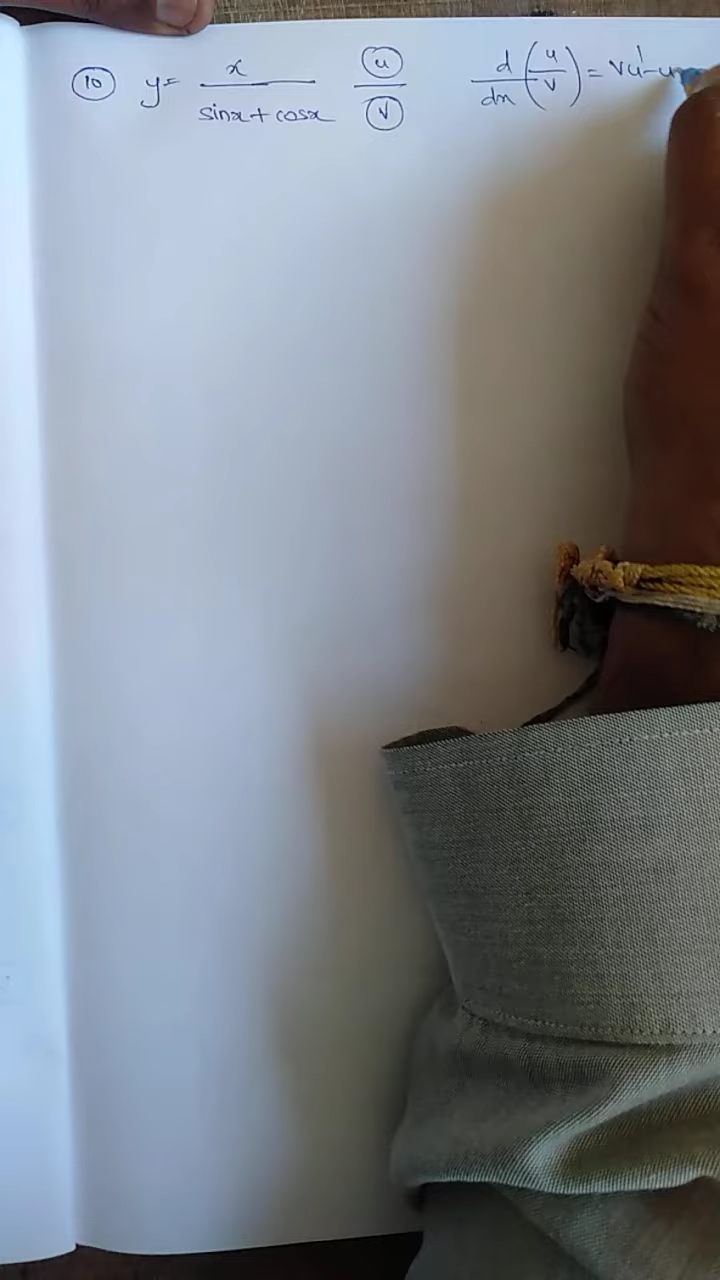 10 y = x / sinx + cosx u / v d/dx (u/v) = vu' - u